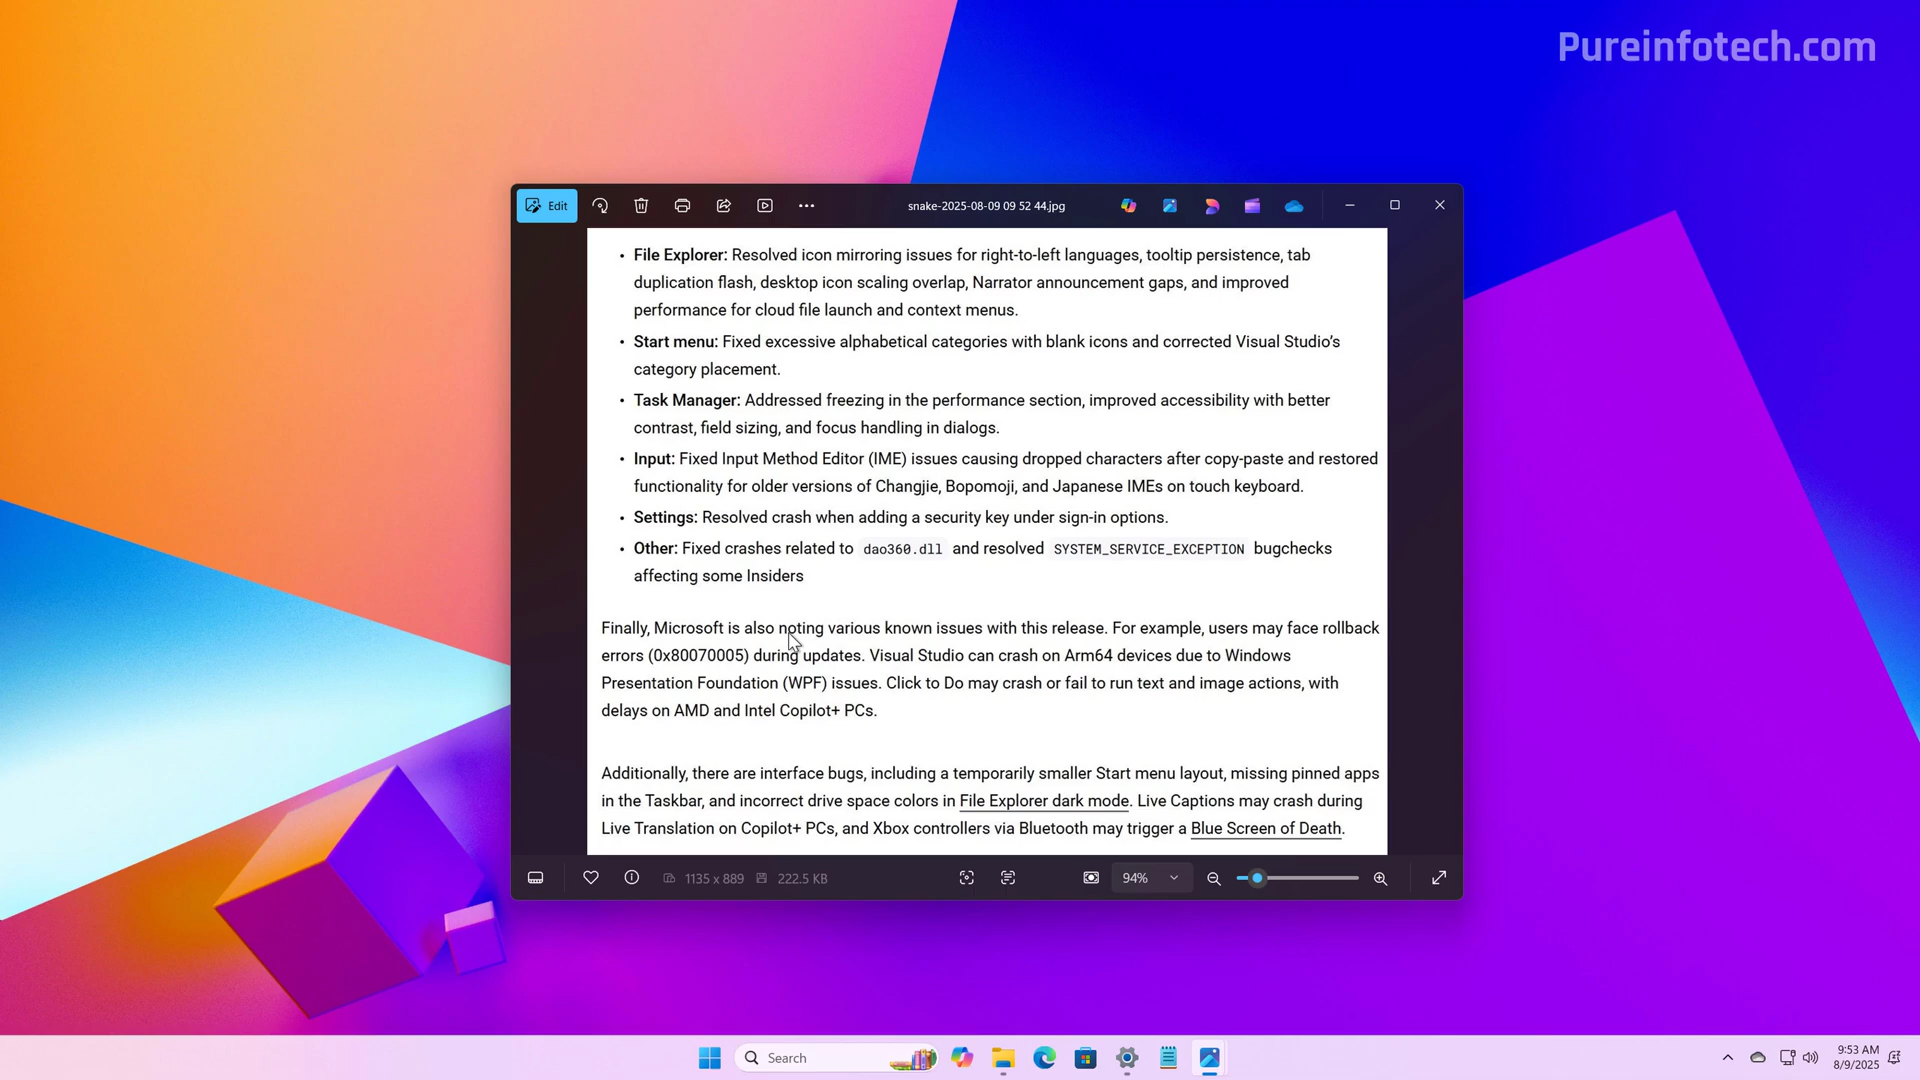 Pureinfotech.com
Edit
snake-2025-08-09 09 52 44.jpg
• File Explorer: Resolved icon mirroring issues for right-to-left languages, tooltip persistence, tab
duplication flash, desktop icon scaling overlap, Narrator announcement gaps, and improved
performance for cloud file launch and context menus.
• Start menu: Fixed excessive alphabetical categories with blank icons and corrected Visual Studio’s
category placement.
• Task Manager: Addressed freezing in the performance section, improved accessibility with better
contrast, field sizing, and focus handling in dialogs.
• Input: Fixed Input Method Editor (IME) issues causing dropped characters after copy-paste and restored
functionality for older versions of Changjie, Bopomoji, and Japanese IMEs on touch keyboard.
• Settings: Resolved crash when adding a security key under sign-in options.
• Other: Fixed crashes related to dao360.dll and resolved SYSTEM_SERVICE_EXCEPTION bugchecks
affecting some Insiders
Finally, Microsoft is also noting various known issues with this release. For example, users may face rollback
errors (0x80070005) during updates. Visual Studio can crash on Arm64 devices due to Windows
Presentation Foundation (WPF) issues. Click to Do may crash or fail to run text and image actions, with
delays on AMD and Intel Copilot+ PCs.
Additionally, there are interface bugs, including a temporarily smaller Start menu layout, missing pinned apps
in the Taskbar, and incorrect drive space colors in File Explorer dark mode. Live Captions may crash during
Live Translation on Copilot+ PCs, and Xbox controllers via Bluetooth may trigger a Blue Screen of Death.
1135 x 889 222.5 KB 94%
Search
9:53 AM
8/9/2025